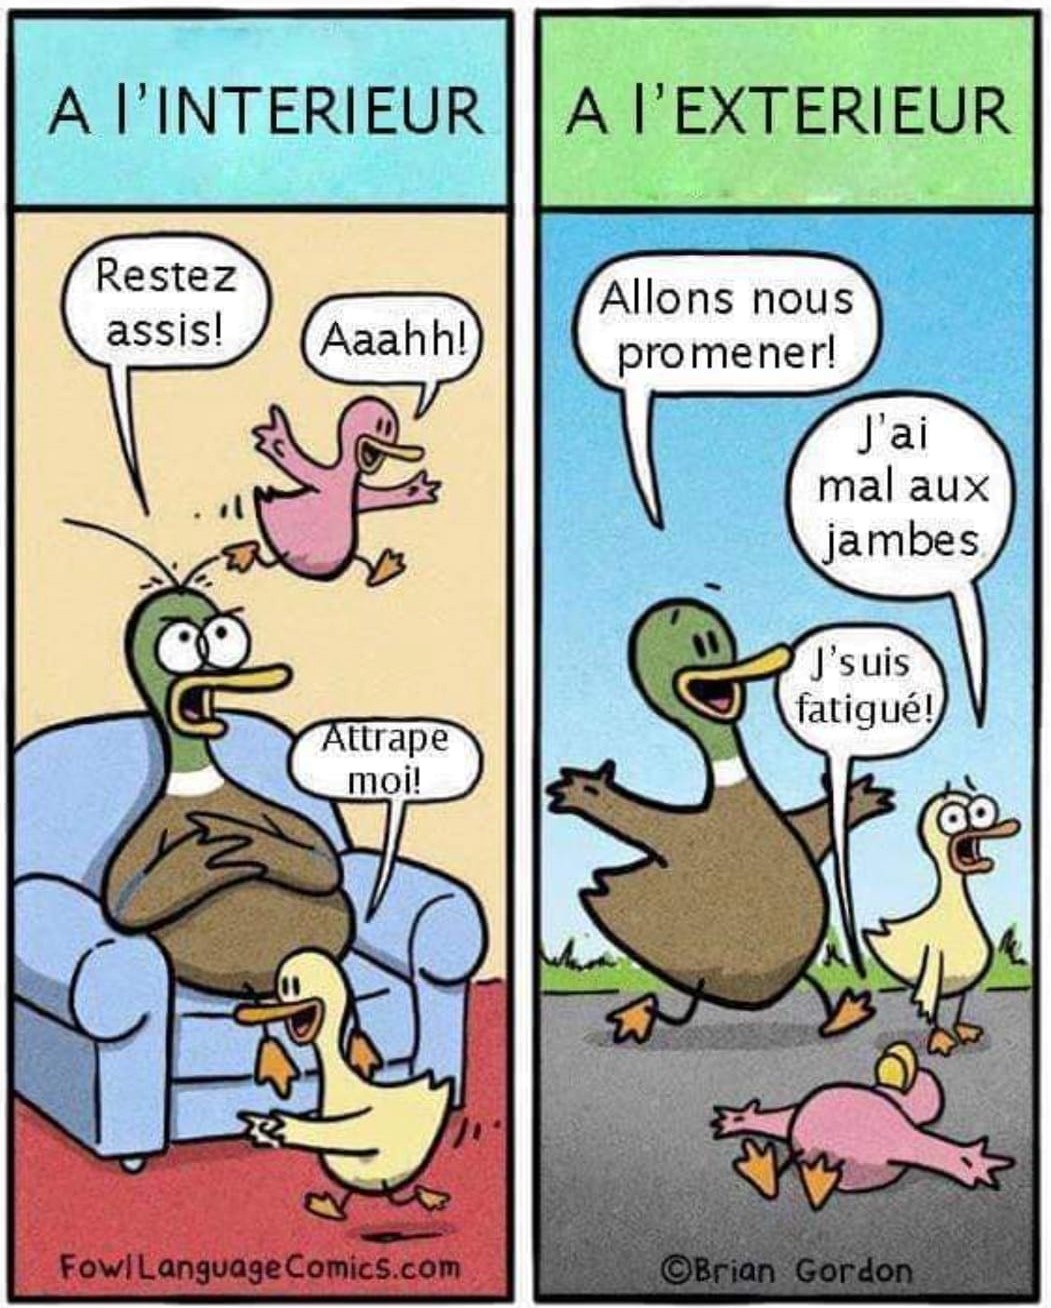 A l'INTERIEUR
Restez
assis!
Aaahh!
Attrape
moi!
FowlLanguageComics.com
A l'EXTERIEUR
Allons nous
promener!
J'ai
mal aux
jambes
J'suis
fatigué!
©Brian Gordon